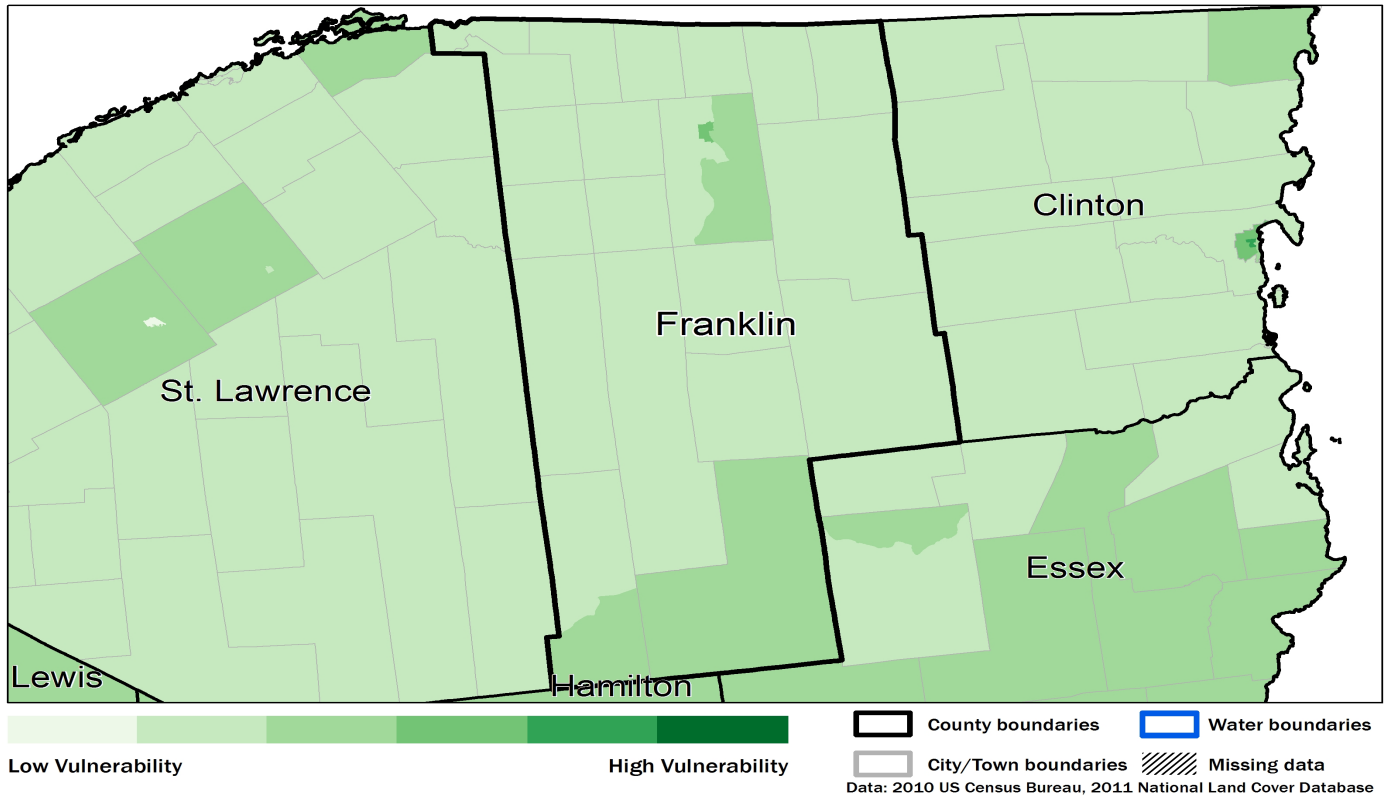 Clinton
Franklin
St. Lawrence
Essex
Lewis
Hamilton
Low Vulnerability
High Vulnerability
County boundaries
Water boundaries
City/Town boundaries
Missing data
Data: 2010 US Census Bureau, 2011 National Land Cover Database